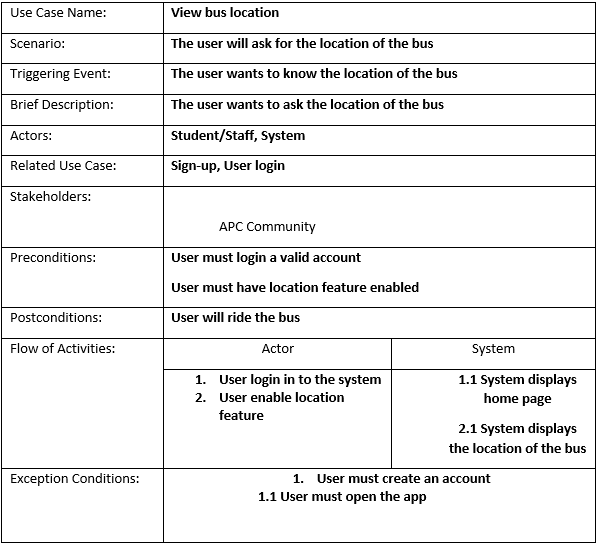 Use Case Name: View bus location
Scenario: The user will ask for the location of the bus
Triggering Event: The user wants to know the location of the bus
Brief Description: The user wants to ask the location of the bus
Actors: Student/Staff, System
Related Use Case: Sign-up, User login
Stakeholders:
APC Community
Preconditions: User must login a valid account
User must have location feature enabled
Postconditions: User will ride the bus
Flow of Activities: Actor System
1. User login in to the system
2. User enable location
feature
1.1 System displays
home page
2.1 System displays
the location of the bus
Exception Conditions: 1. User must create an account
1.1 User must open the app